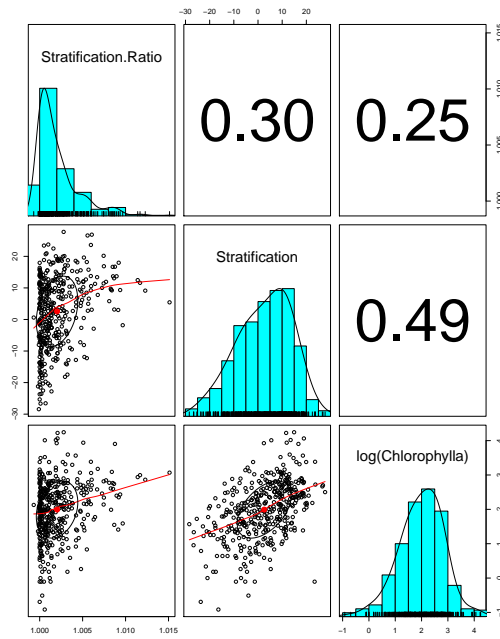 −30 −20 −10 0 10 20
Stratification.Ratio
0.30
0.25
1.000 1.005 1.010 1.015
−30 −20 −10 0 10 20
Stratification
0.49
log(Chlorophylla)
−1 0 1 2 3 4
1.000 1.005 1.010 1.015
−1 0 1 2 3 4